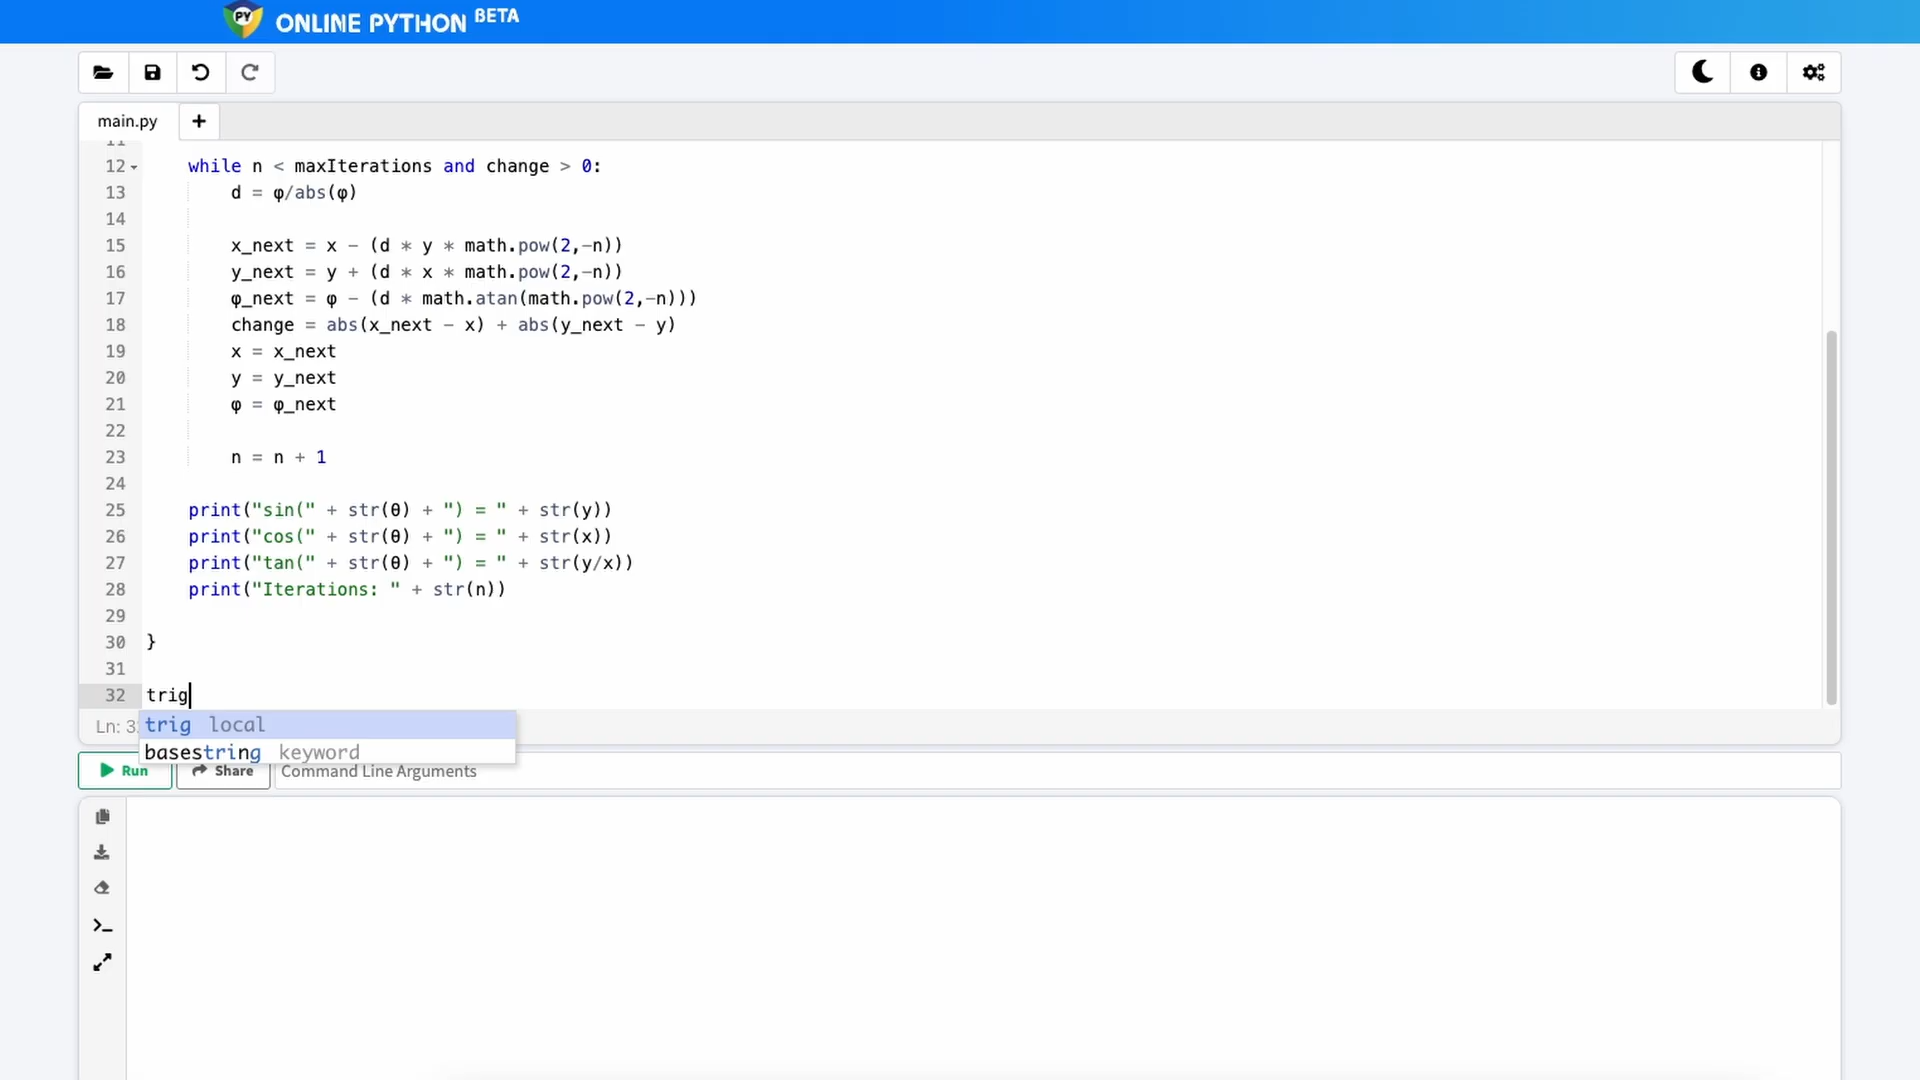 PY
ONLINE PYTHON BETA
main.py
+
11
12 while n < maxIterations and change > 0:
13 d = φ/abs(φ)
14
15 x_next = x - (d * y * math.pow(2,-n))
16 y_next = y + (d * x * math.pow(2,-n))
17 φ_next = φ - (d * math.atan(math.pow(2,-n)))
18 change = abs(x_next - x) + abs(y_next - y)
19 x = x_next
20 y = y_next
21 φ = φ_next
22
23 n = n + 1
24
25 print("sin(" + str(θ) + ") = " + str(y))
26 print("cos(" + str(θ) + ") = " + str(x))
27 print("tan(" + str(θ) + ") = " + str(y/x))
28 print("Iterations: " + str(n))
29
30 }
31
32 trig
Ln: 3
trig local
basestring keyword
Run
Share
Command Line Arguments